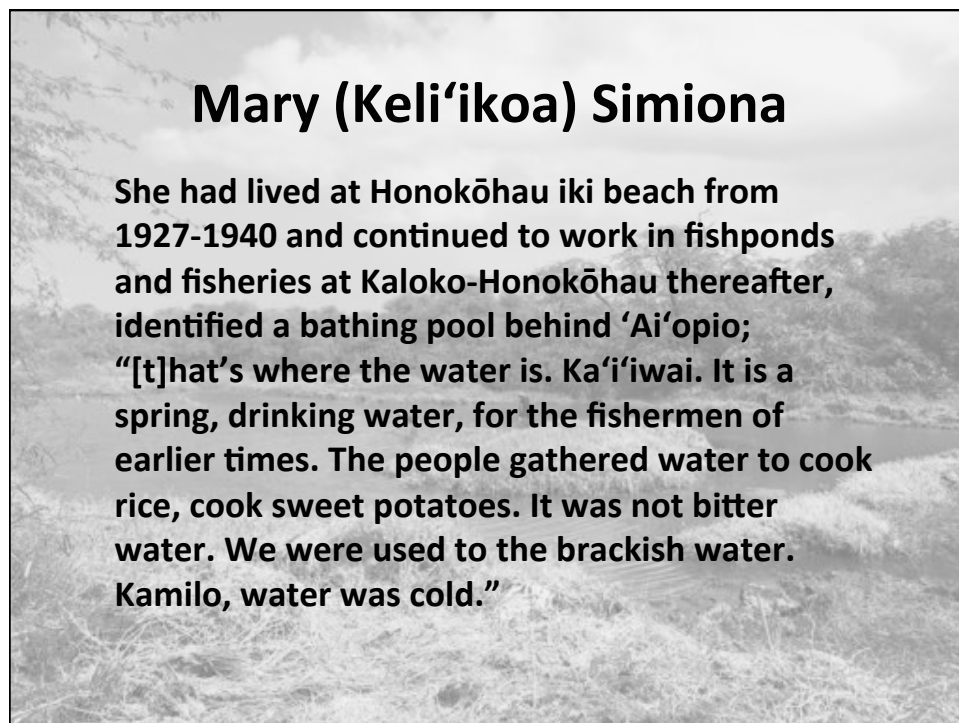 Mary (Keli‘ikoa) Simiona
She had lived at Honokōhau iki beach from
1927-1940 and continued to work in fishponds
and fisheries at Kaloko-Honokōhau thereafter,
identified a bathing pool behind ‘Ai‘opio;
“[t]hat’s where the water is. Ka‘i‘iwai. It is a
spring, drinking water, for the fishermen of
earlier times. The people gathered water to cook
rice, cook sweet potatoes. It was not bitter
water. We were used to the brackish water.
Kamilo, water was cold.”